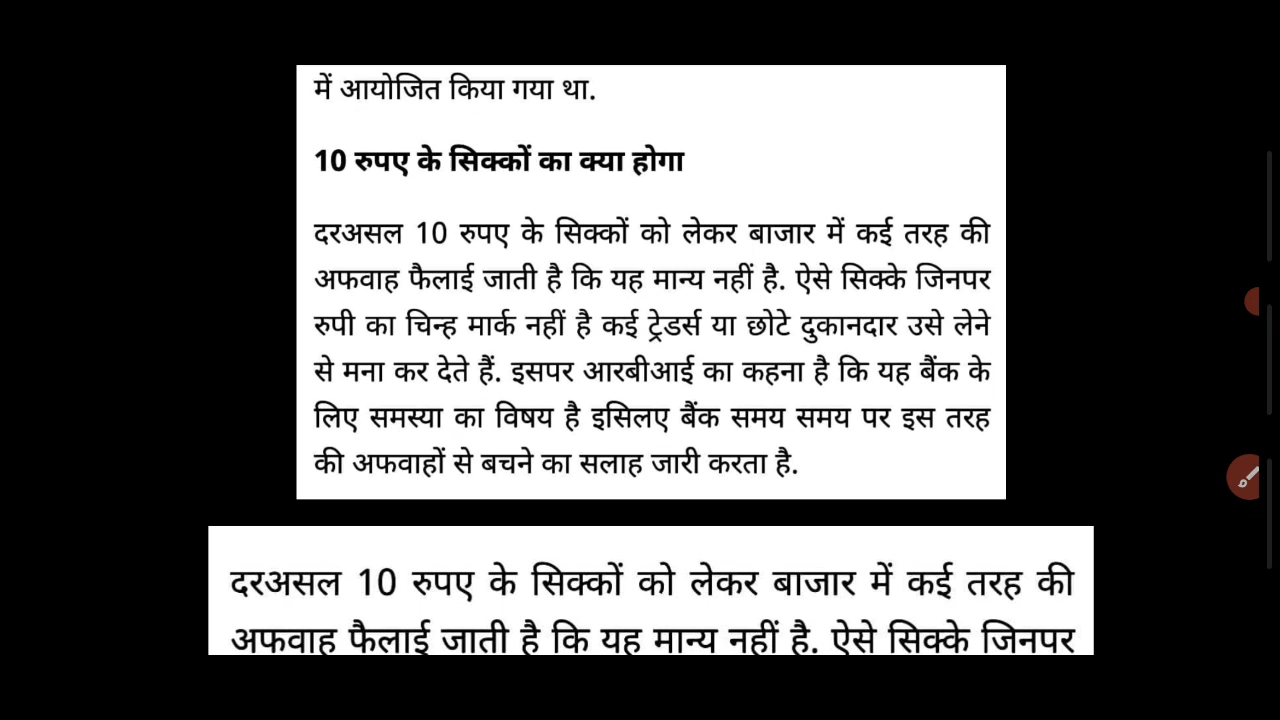 में आयोजित किया गया था.
10 रुपए के सिक्कों का क्या होगा
दरअसल 10 रुपए के सिक्कों को लेकर बाजार में कई तरह की
अफवाह फैलाई जाती है कि यह मान्य नहीं है. ऐसे सिक्के जिनपर
रुपी का चिन्ह मार्क नहीं है कई ट्रेडर्स या छोटे दुकानदार उसे लेने
से मना कर देते हैं. इसपर आरबीआई का कहना है कि यह बैंक के
लिए समस्या का विषय है इसिलए बैंक समय समय पर इस तरह
की अफवाहों से बचने का सलाह जारी करता है.
दरअसल 10 रुपए के सिक्कों को लेकर बाजार में कई तरह की
अफवाह फैलाई जाती है कि यह मान्य नहीं है. ऐसे सिक्के जिनपर